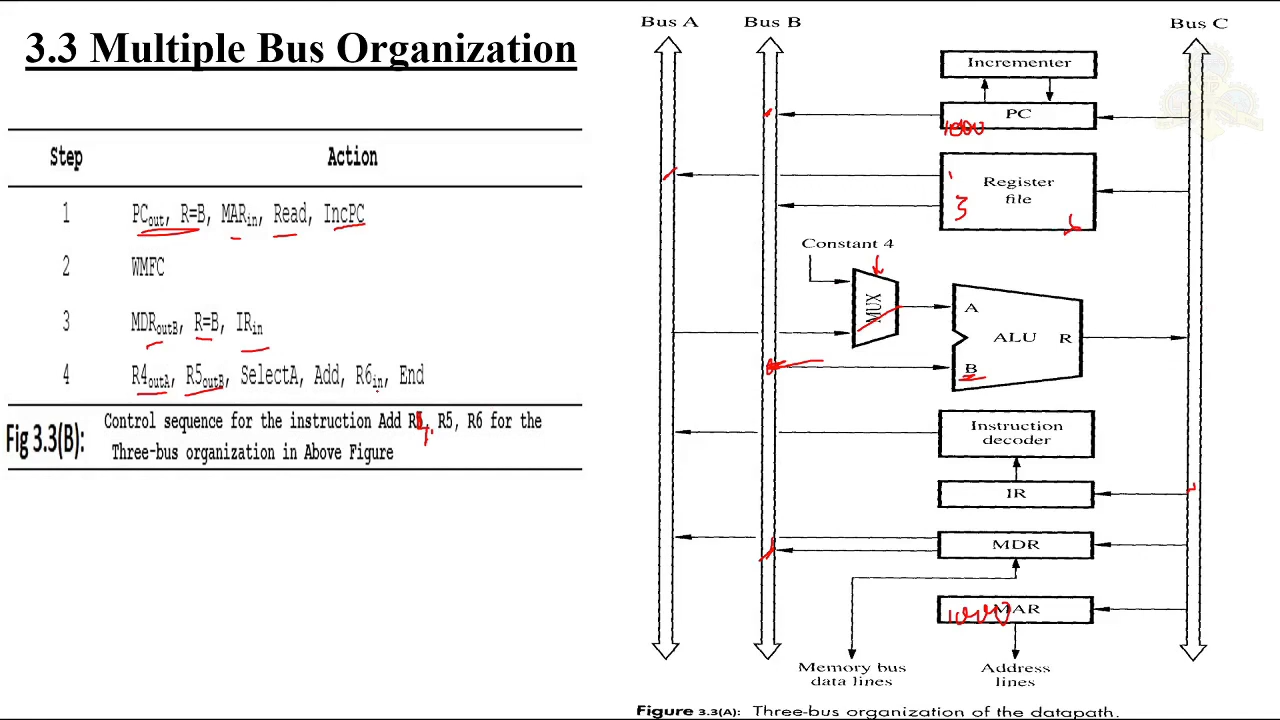 3.3 Multiple Bus Organization
Step Action
1 PCout, R=B, MARin, Read, IncPC
2 WMFC
3 MDRoutB, R=B, IRin
4 R4outA, R5outB, SelectA, Add, R6in, End
Fig 3.3(B): Control sequence for the instruction Add R4, R5, R6 for the
Three-bus organization in Above Figure
Bus A Bus B Bus C
Incrementer
PC
1000
Register
file
1
3
Constant 4
MUX
A
ALU R
B
Instruction
decoder
IR
MDR
MAR
1000
Memory bus
data lines
Address
lines
Figure 3.3(A): Three-bus organization of the datapath.